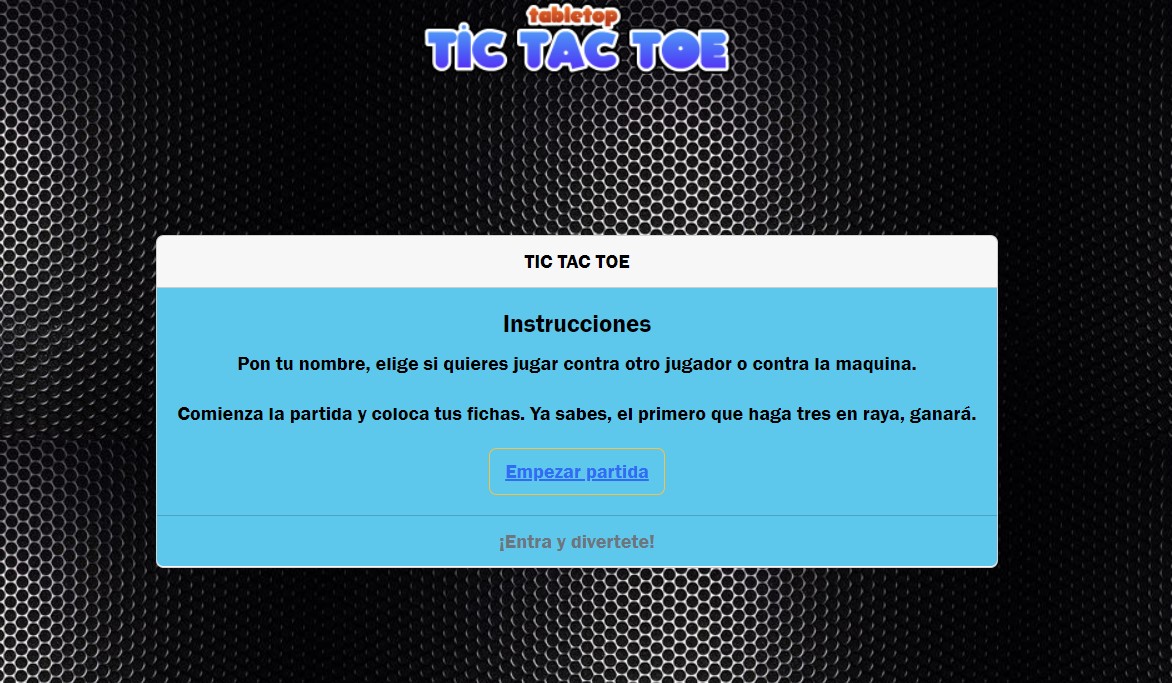 tabletop
TIC TAC TOE
TIC TAC TOE
Instrucciones
Pon tu nombre, elige si quieres jugar contra otro jugador o contra la maquina.
Comienza la partida y coloca tus fichas. Ya sabes, el primero que haga tres en raya, ganará.
Empezar partida
¡Entra y divertete!